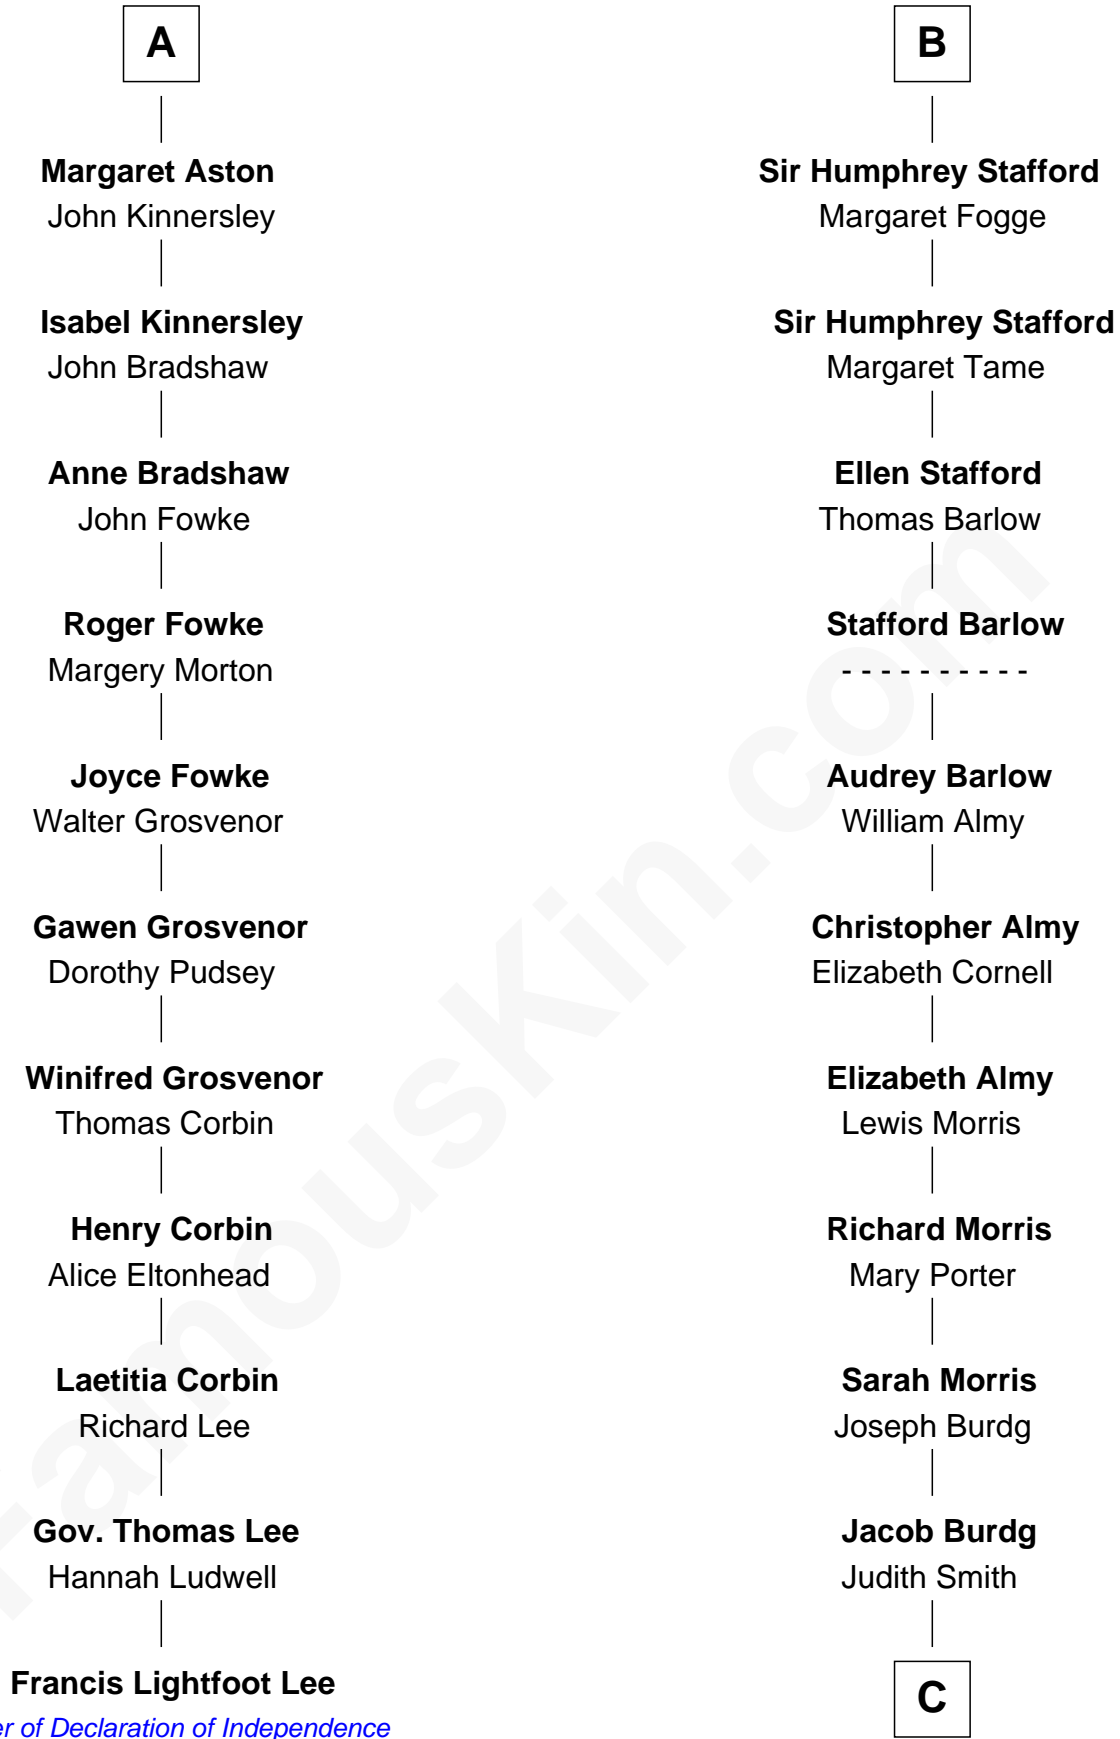 A
Margaret Aston
John Kinnersley
Isabel Kinnersley
John Bradshaw
Anne Bradshaw
John Fowke
Roger Fowke
Margery Morton
Joyce Fowke
Walter Grosvenor
Gawen Grosvenor
Dorothy Pudsey
Winifred Grosvenor
Thomas Corbin
Henry Corbin
Alice Eltonhead
Laetitia Corbin
Richard Lee
Gov. Thomas Lee
Hannah Ludwell
Francis Lightfoot Lee
of Declaration of Independence
B
Sir Humphrey Stafford
Margaret Fogge
Sir Humphrey Stafford
Margaret Tame
Ellen Stafford
Thomas Barlow
Stafford Barlow
- - - - - - - - - -
Audrey Barlow
William Almy
Christopher Almy
Elizabeth Cornell
Elizabeth Almy
Lewis Morris
Richard Morris
Mary Porter
Sarah Morris
Joseph Burdg
Jacob Burdg
Judith Smith
C
FamousKin.com